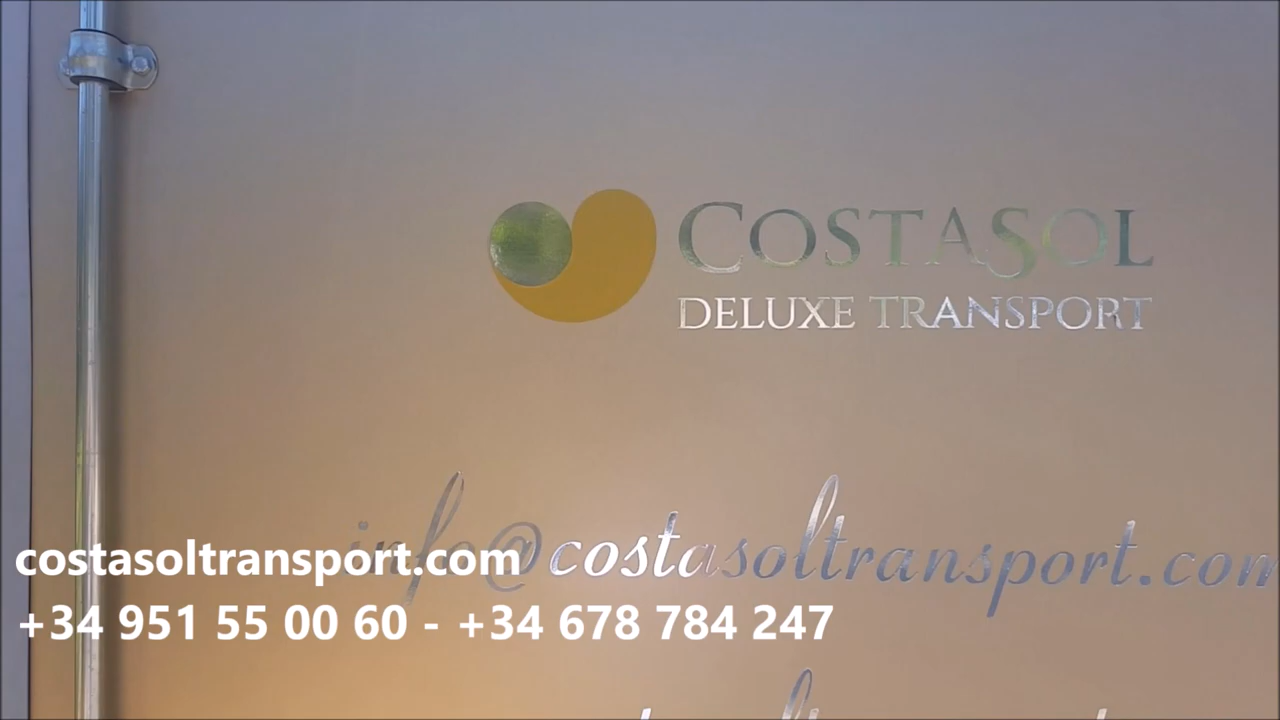 COSTASOL
DELUXE TRANSPORT
info@costasoltransport.com
costasoltransport.com
+34 951 55 00 60 - +34 678 784 247